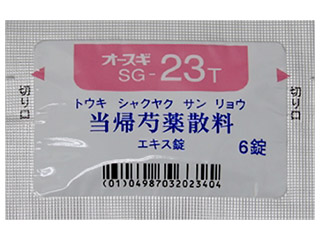 オースギ
SG-23T
トウキ シャクヤク サン リョウ
当帰芍薬散料
エキス錠 6錠
(01)04987032023404
切り口
切り口